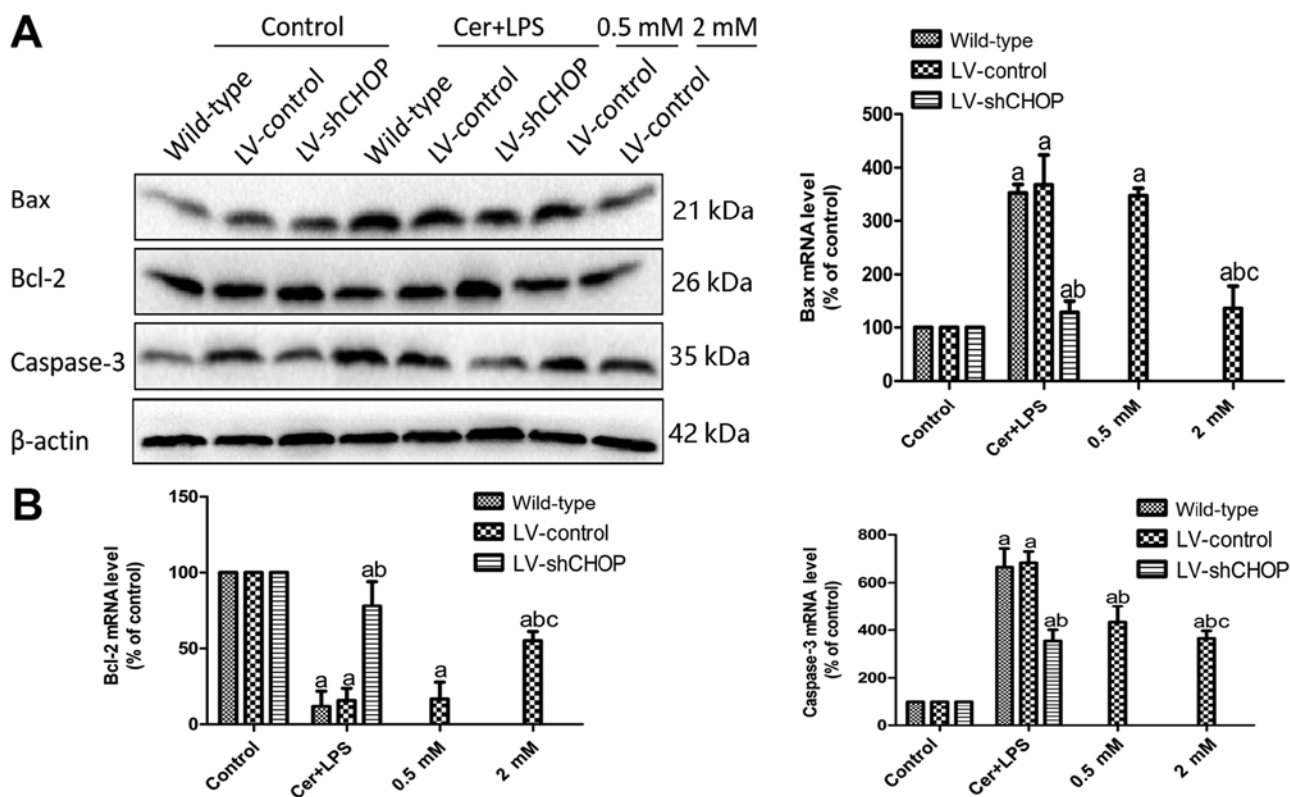 A
Control
Cer+LPS
0.5 mM
2 mM
Wild-type
LV-control
LV-shCHOP
Wild-type
LV-control
LV-shCHOP
LV-control
LV-control
Bax
21 kDa
Bcl-2
26 kDa
Caspase-3
35 kDa
β-actin
42 kDa
Wild-type
LV-control
LV-shCHOP
Bax mRNA level
(% of control)
500
400
300
200
100
0
a
a
ab
a
abc
Control
Cer+LPS
0.5 mM
2 mM
B
Bcl-2 mRNA level
(% of control)
150
100
50
0
Wild-type
LV-control
LV-shCHOP
a
a
ab
a
abc
Control
Cer+LPS
0.5 mM
2 mM
Caspase-3 mRNA level
(% of control)
800
600
400
200
0
Wild-type
LV-control
LV-shCHOP
a
a
ab
ab
abc
Control
Cer+LPS
0.5 mM
2 mM